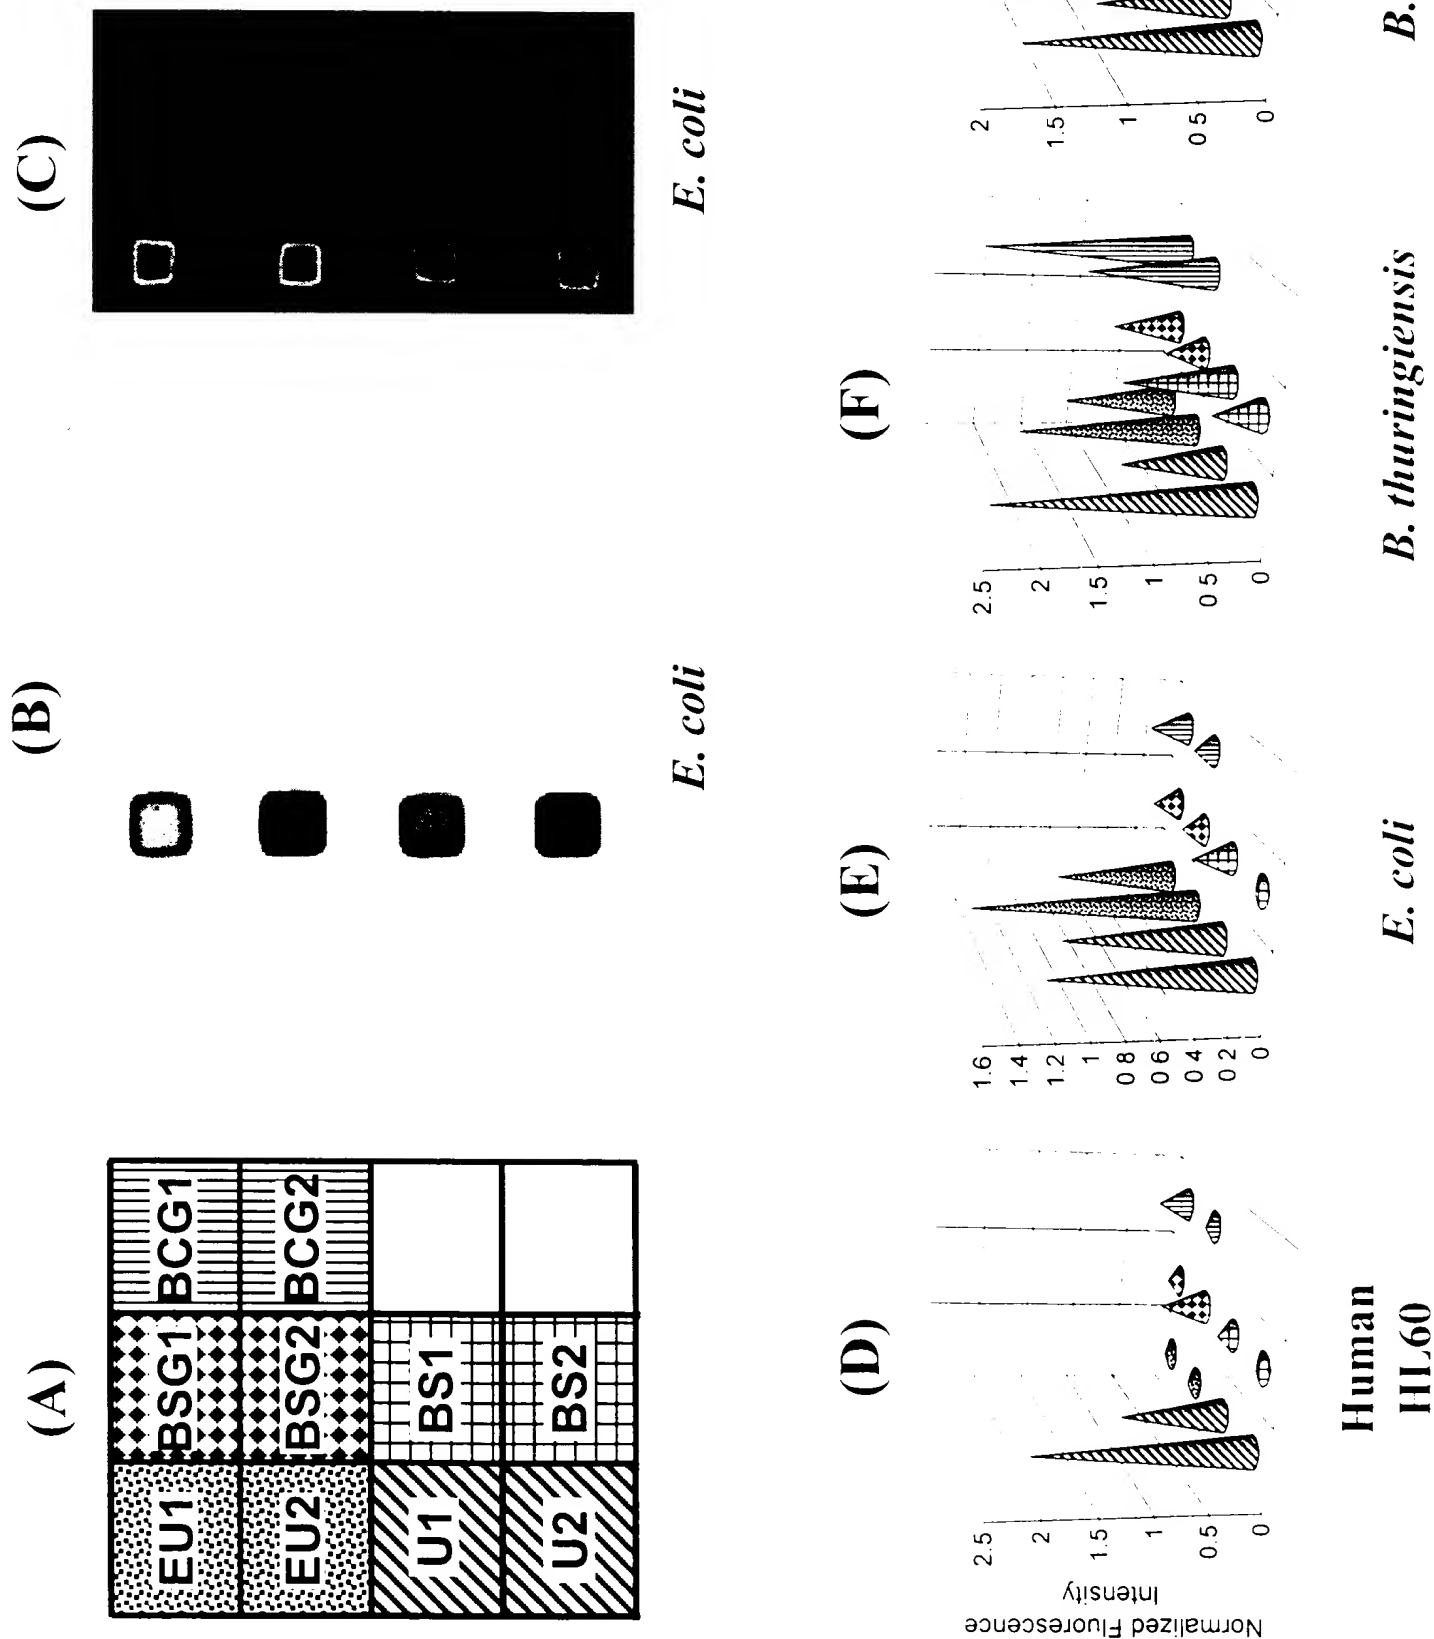 (A)
(B)
(C)
EU1 BSG1 BCG1
EU2 BSG2 BCG2
U1 BS1
U2 BS2
E. coli
E. coli
(D)
(E)
(F)
Normalized Fluorescence
Intensity
2.5
2
1.5
1
0.5
0
1.6
1.4
1.2
1
0 8
0 6
0 4
0 2
0
2.5
2
1.5
1
0 5
0
2
1.5
1
0 5
0
Human
HL60
E. coli
B. thuringiensis
B.